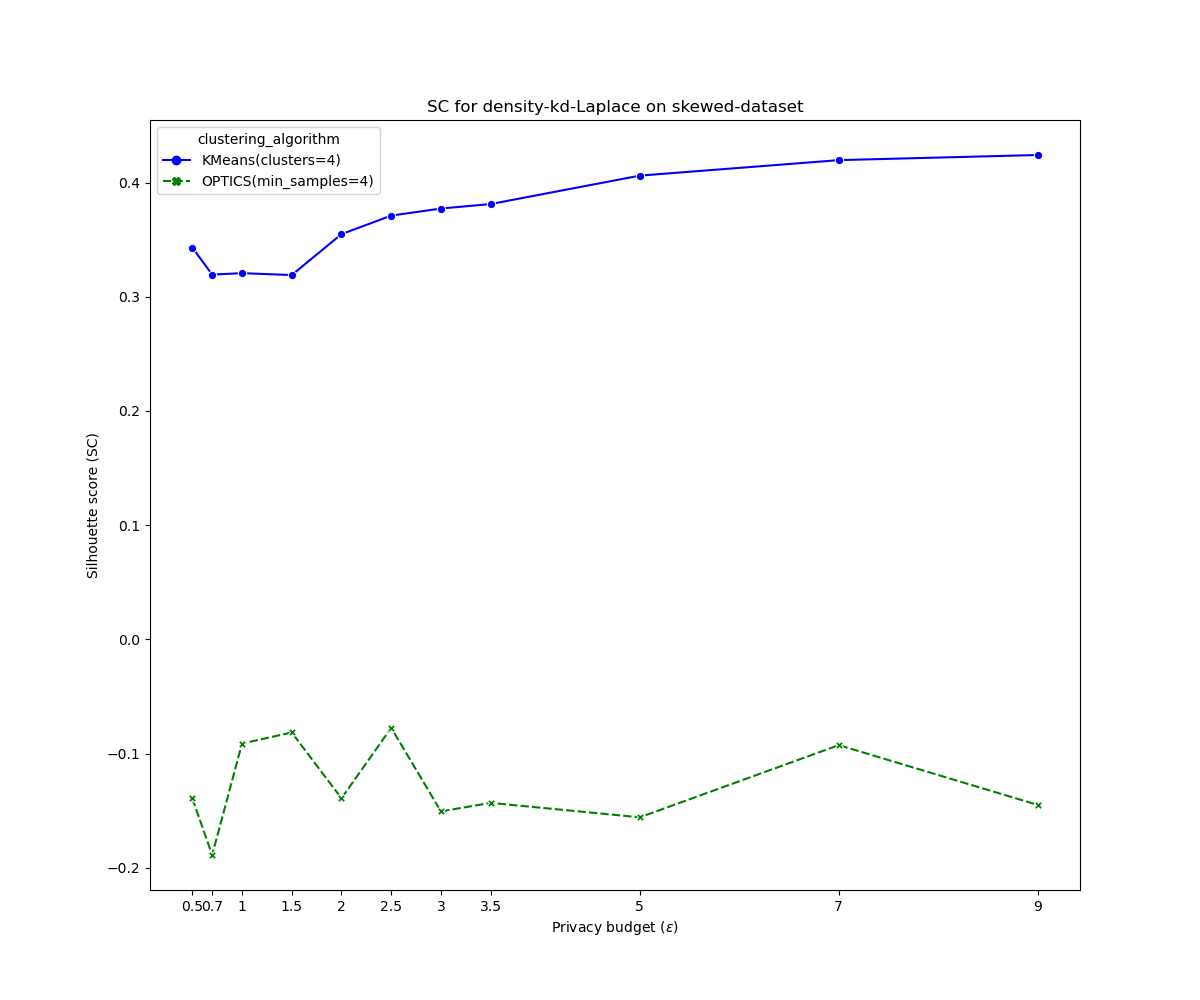 SC for density-kd-Laplace on skewed-dataset
clustering_algorithm
KMeans(clusters=4)
OPTICS(min_samples=4)
Silhouette score (SC)
0.4
0.3
0.2
0.1
0.0
−0.1
−0.2
0.5 0.7 1 1.5 2 2.5 3 3.5 5 7 9
Privacy budget (ε)